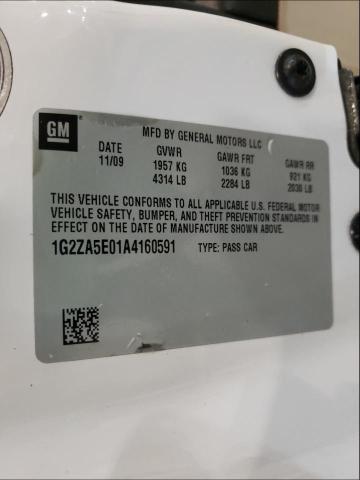 GM
MFD BY GENERAL MOTORS LLC
DATE GVWR GAWR FRT GAWR RR
11/09 1957 KG 1036 KG 921 KG
4314 LB 2284 LB 2030 LB
THIS VEHICLE CONFORMS TO ALL APPLICABLE U.S. FEDERAL MOTOR
VEHICLE SAFETY, BUMPER, AND THEFT PREVENTION STANDARDS IN
EFFECT ON THE DATE OF MANUFACTURE SHOWN ABOVE.
1G2ZA5E01A4160591 TYPE: PASS CAR